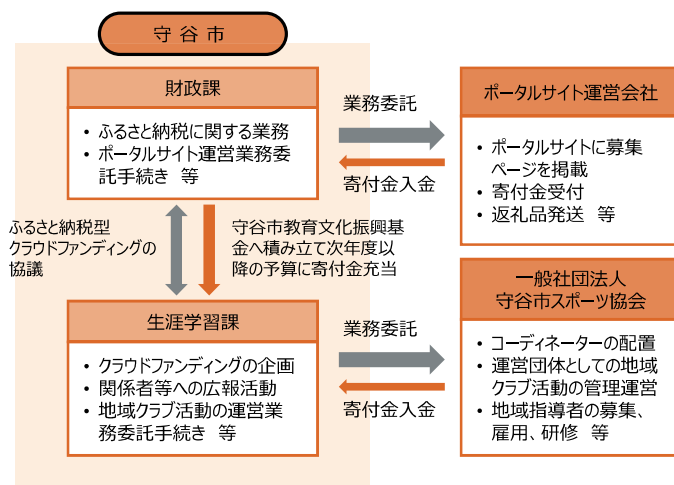 守谷市
財政課
・ふるさと納税に関する業務
・ポータルサイト運営業務委
託手続き 等
業務委託
寄付金入金
ポータルサイト運営会社
・ポータルサイトに募集
ページを掲載
・寄付金受付
・返礼品発送 等
ふるさと納税型
クラウドファンディングの
協議
守谷市教育文化振興基
金へ積み立て次年度以
降の予算に寄付金充当
生涯学習課
・クラウドファンディングの企画
・関係者等への広報活動
・地域クラブ活動の運営業
務委託手続き 等
業務委託
寄付金入金
一般社団法人
守谷市スポーツ協会
・コーディネーターの配置
・運営団体としての地域
クラブ活動の管理運営
・地域指導者の募集、
雇用、研修 等